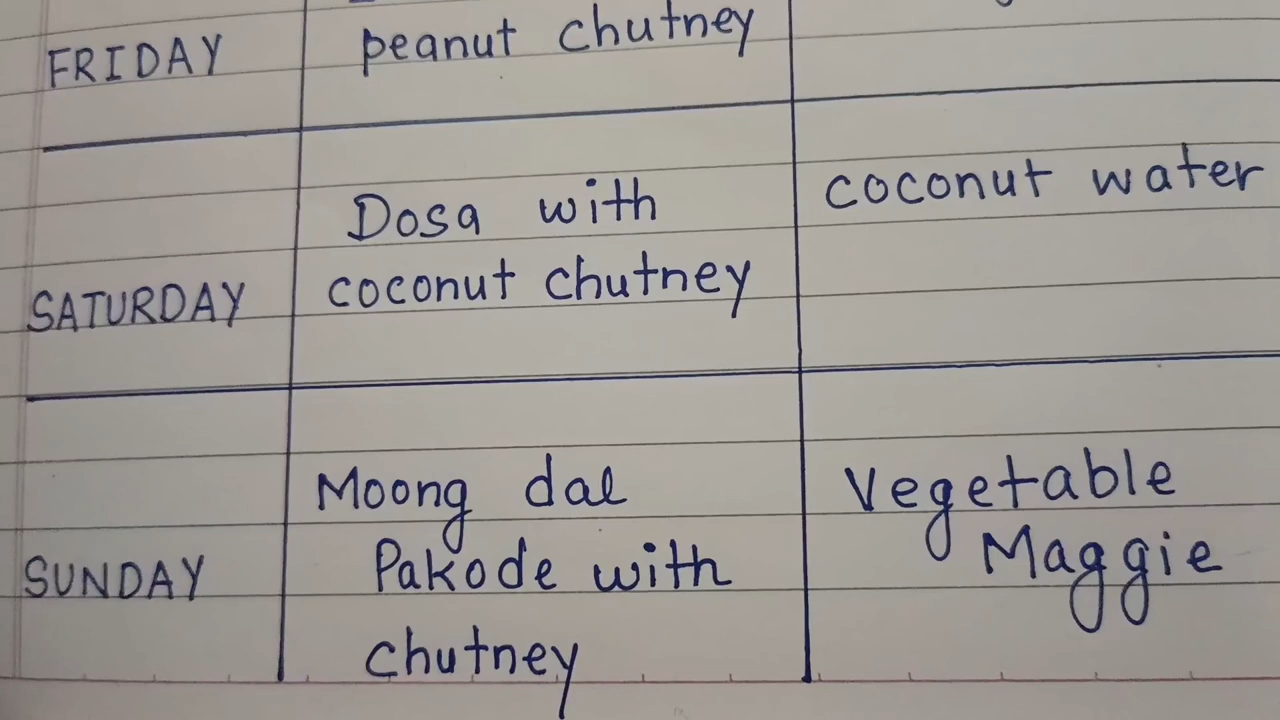 FRIDAY
peanut chutney
SATURDAY
Dosa with
coconut chutney
coconut water
SUNDAY
Moong dal
Pakode with
chutney
Vegetable
Maggie